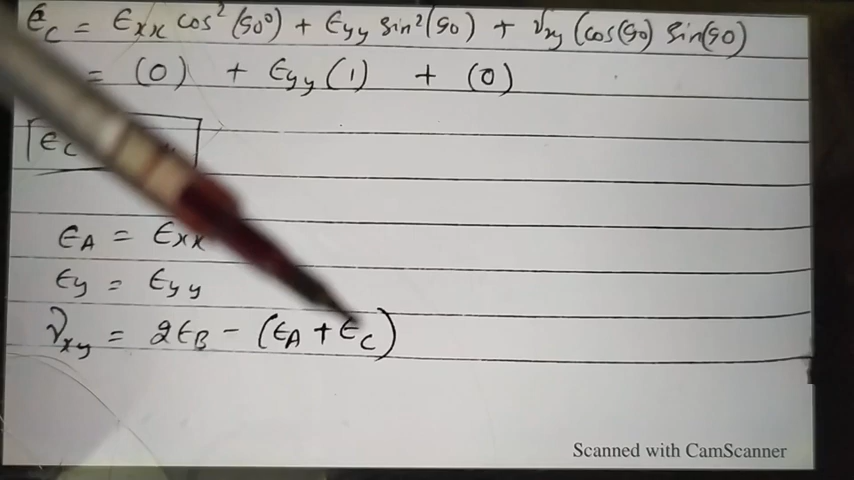 ϵc = ϵxx cos²(90°) + ϵyy sin²(90) + γxy (cos(90) sin(90)
= (0) + ϵyy (1) + (0)
ϵc
ϵA = ϵxx
ϵy = ϵyy
γxy = 2ϵB - (ϵA + ϵc)
Scanned with CamScanner